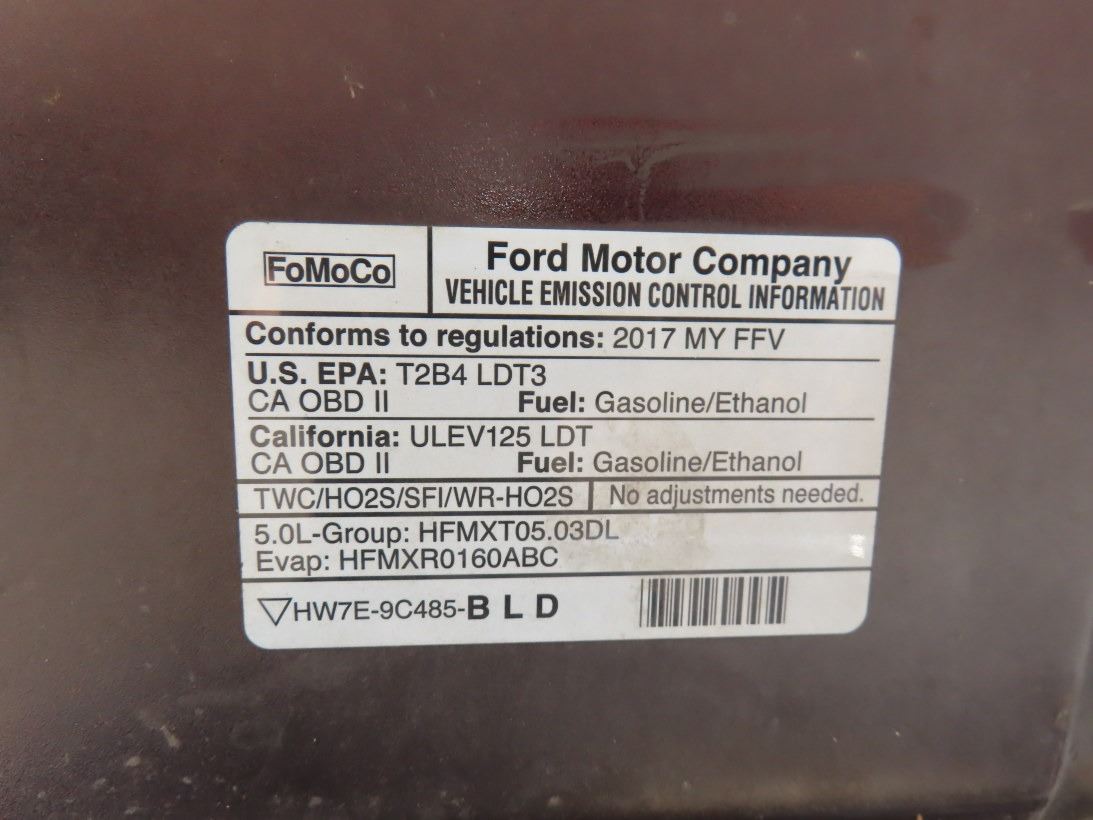 FoMoCo
Ford Motor Company
VEHICLE EMISSION CONTROL INFORMATION
Conforms to regulations: 2017 MY FFV
U.S. EPA: T2B4 LDT3
CA OBD II Fuel: Gasoline/Ethanol
California: ULEV125 LDT
CA OBD II Fuel: Gasoline/Ethanol
TWC/HO2S/SFI/WR-HO2S No adjustments needed.
5.0L-Group: HFMXT05.03DL
Evap: HFMXR0160ABC
▽HW7E-9C485-B L D